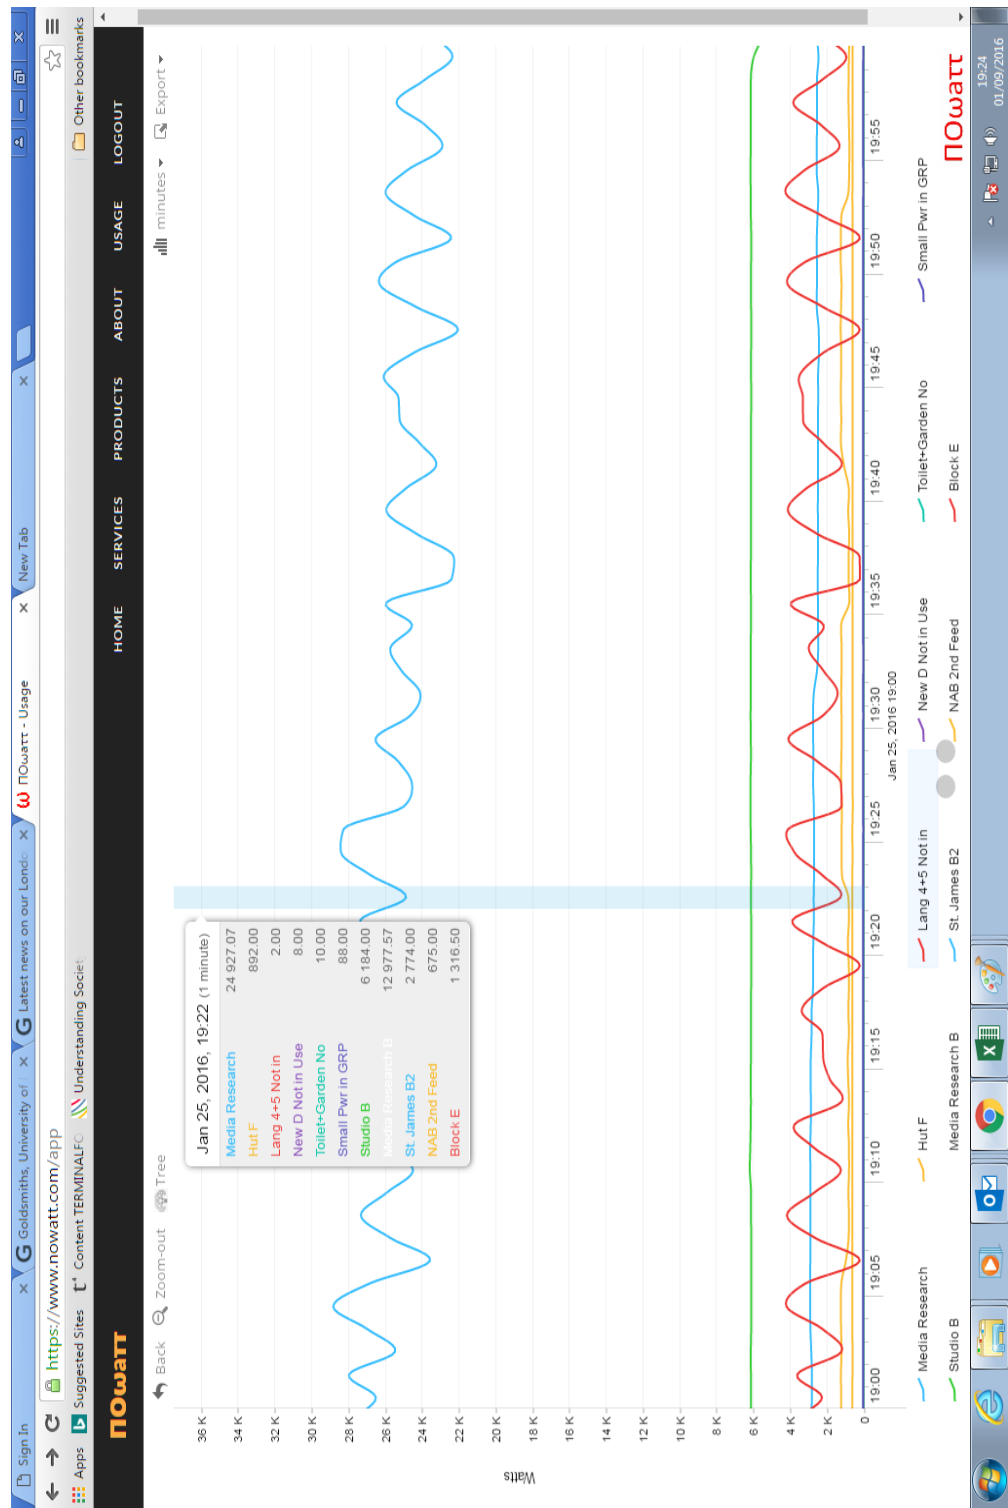 Sign In
Goldsmiths, University of
Latest news on our Londo
ω ΠΟωαττ - Usage
New Tab
https://www.nowatt.com/app
Apps
Suggested Sites
Content TERMINALFO
Understanding Societ
Other bookmarks
ΠΟωαττ
HOME
SERVICES
PRODUCTS
ABOUT
USAGE
LOGOUT
Back
Zoom-out
Tree
minutes
Export
Jan 25, 2016, 19:22 (1 minute)
Media Research 24 927.07
Hut F 892.00
Lang 4+5 Not in 2.00
New D Not in Use 8.00
Toilet+Garden No 10.00
Small Pwr in GRP 88.00
Studio B 6 184.00
Media Research B 12 977.57
St. James B2 2 774.00
NAB 2nd Feed 675.00
Block E 1 316.50
Watts
36 K
34 K
32 K
30 K
28 K
26 K
24 K
22 K
20 K
18 K
16 K
14 K
12 K
10 K
8 K
6 K
4 K
2 K
0
19:00 19:05 19:10 19:15 19:20 19:25 19:30 19:35 19:40 19:45 19:50 19:55
Jan 25, 2016 19:00
Media Research
Hut F
Lang 4+5 Not in
New D Not in Use
Toilet+Garden No
Small Pwr in GRP
Studio B
Media Research B
St. James B2
NAB 2nd Feed
Block E
ΠΟωαττ
19:24
01/09/2016